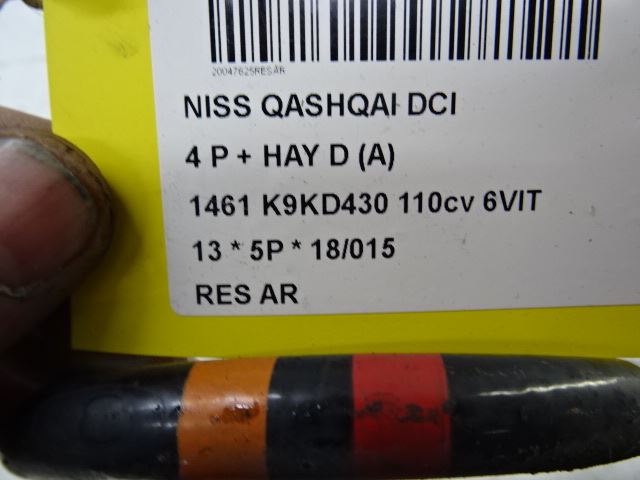 20047625RESAR
NISS QASHQAI DCI
4 P + HAY D (A)
1461 K9KD430 110cv 6VIT
13 * 5P * 18/015
RES AR